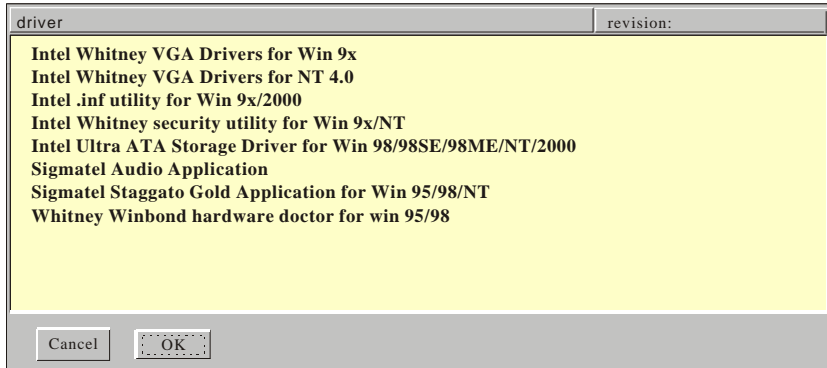 driver revision:
Intel Whitney VGA Drivers for Win 9x
Intel Whitney VGA Drivers for NT 4.0
Intel .inf utility for Win 9x/2000
Intel Whitney security utility for Win 9x/NT
Intel Ultra ATA Storage Driver for Win 98/98SE/98ME/NT/2000
Sigmatel Audio Application
Sigmatel Staggato Gold Application for Win 95/98/NT
Whitney Winbond hardware doctor for win 95/98
Cancel OK